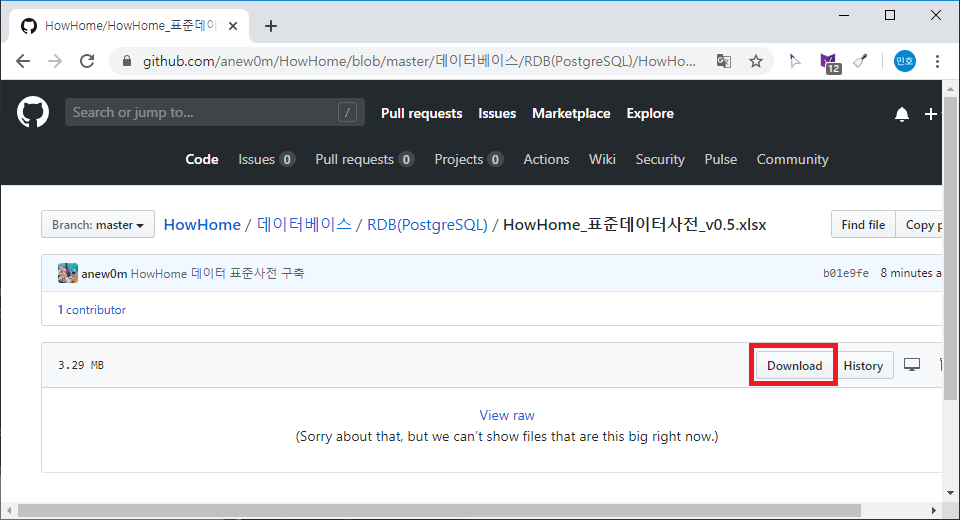 HowHome/HowHome_표준데이
github.com/anew0m/HowHome/blob/master/데이터베이스/RDB(PostgreSQL)/HowHo...
12
민호
Search or jump to...
/
Pull requests Issues Marketplace Explore
Code Issues 0 Pull requests 0 Projects 0 Actions Wiki Security Pulse Community
Branch: master
HowHome / 데이터베이스 / RDB(PostgreSQL) / HowHome_표준데이터사전_v0.5.xlsx
Find file
Copy p
anew0m HowHome 데이터 표준사전 구축
b01e9fe 8 minutes a
1 contributor
3.29 MB
Download
History
View raw
(Sorry about that, but we can't show files that are this big right now.)